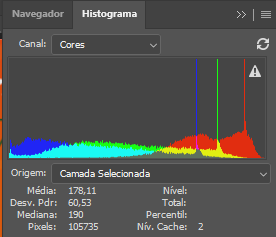 Navegador Histograma
Canal: Cores
Origem: Camada Selecionada
Média: 178,11 Nível:
Desv. Pdr: 60,53 Total:
Mediana: 190 Percentil:
Pixels: 105735 Nív. Cache: 2